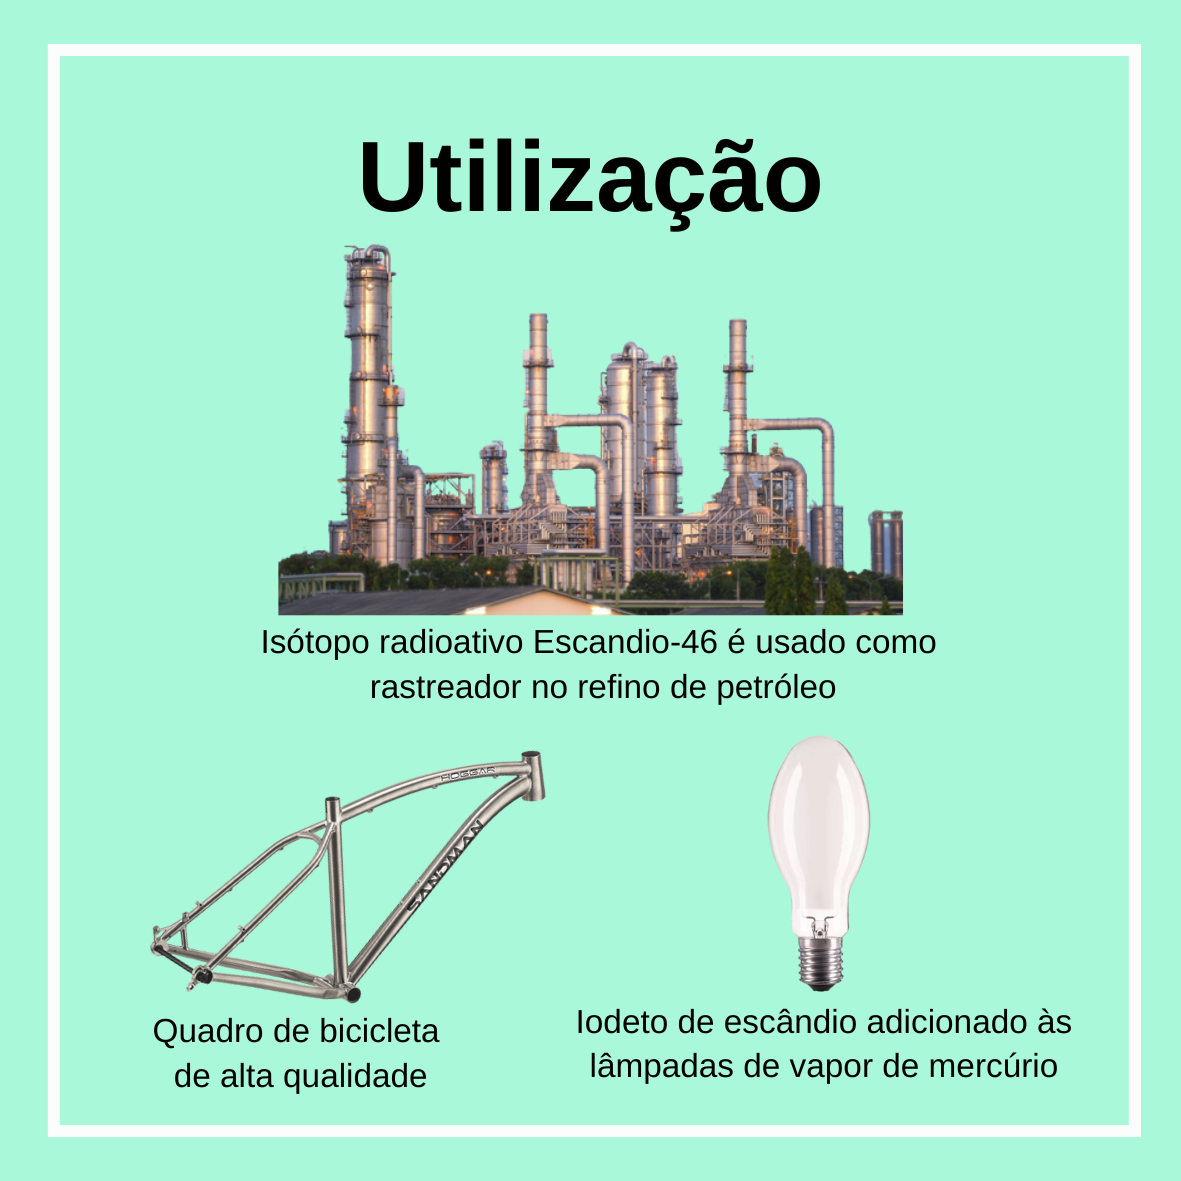 Utilização
Isótopo radioativo Escandio-46 é usado como
rastreador no refino de petróleo
HOGGAR
SANDMAN
Quadro de bicicleta
de alta qualidade
Iodeto de escândio adicionado às
lâmpadas de vapor de mercúrio